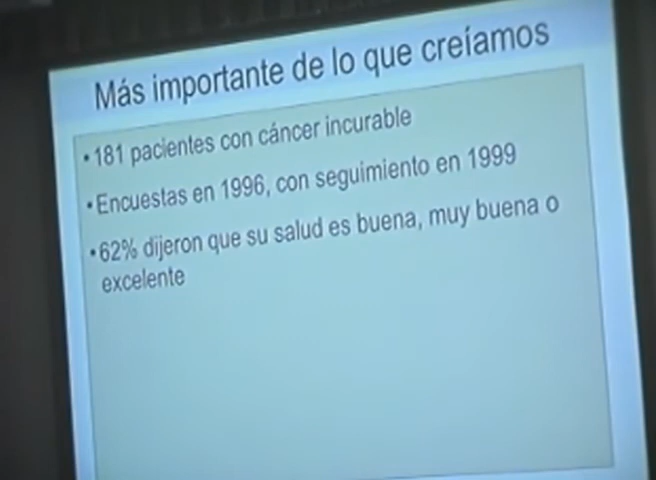 Más importante de lo que creíamos
•181 pacientes con cáncer incurable
•Encuestas en 1996, con seguimiento en 1999
•62% dijeron que su salud es buena, muy buena o
excelente